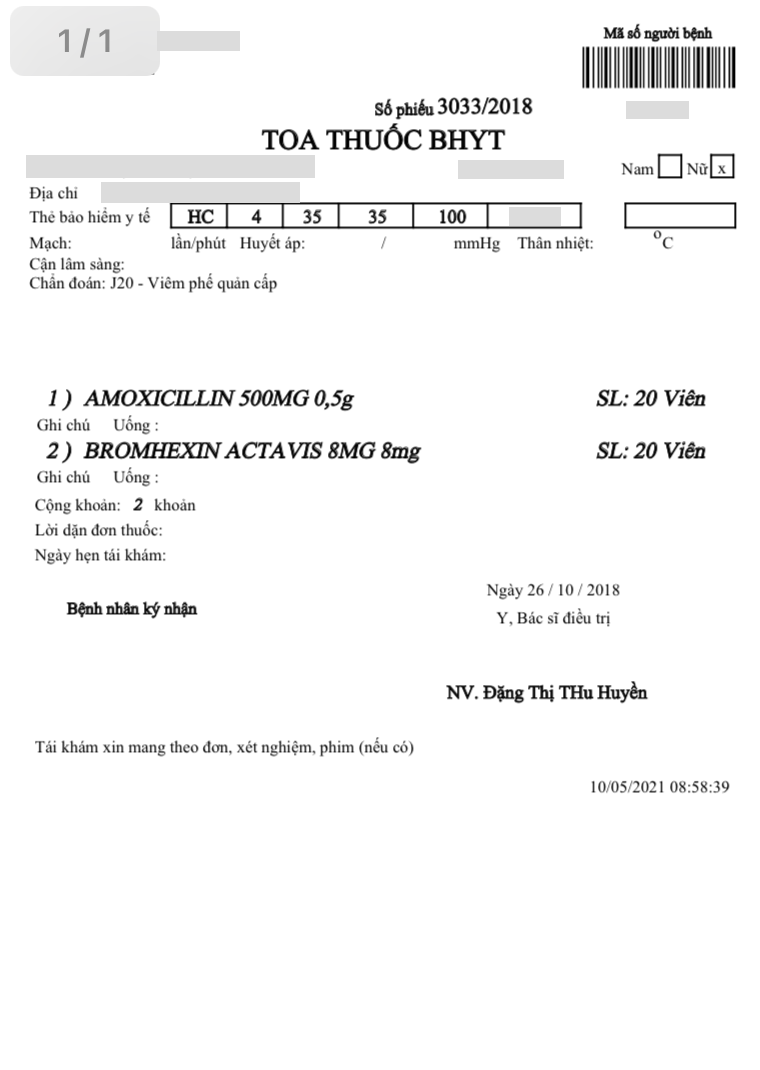 1/1
Mã số người bệnh
Số phiếu 3033/2018
TOA THUỐC BHYT
Nam Nữ x
Địa chỉ
Thẻ bảo hiểm y tế HC 4 35 35 100
Mạch: lần/phút Huyết áp: / mmHg Thân nhiệt: °C
Cận lâm sàng:
Chẩn đoán: J20 - Viêm phế quản cấp
1 ) AMOXICILLIN 500MG 0,5g SL: 20 Viên
Ghi chú Uống :
2 ) BROMHEXIN ACTAVIS 8MG 8mg SL: 20 Viên
Ghi chú Uống :
Cộng khoản: 2 khoản
Lời dặn đơn thuốc:
Ngày hẹn tái khám:
Ngày 26 / 10 / 2018
Bệnh nhân ký nhận
Y, Bác sĩ điều trị
NV. Đặng Thị THu Huyền
Tái khám xin mang theo đơn, xét nghiệm, phim (nếu có)
10/05/2021 08:58:39